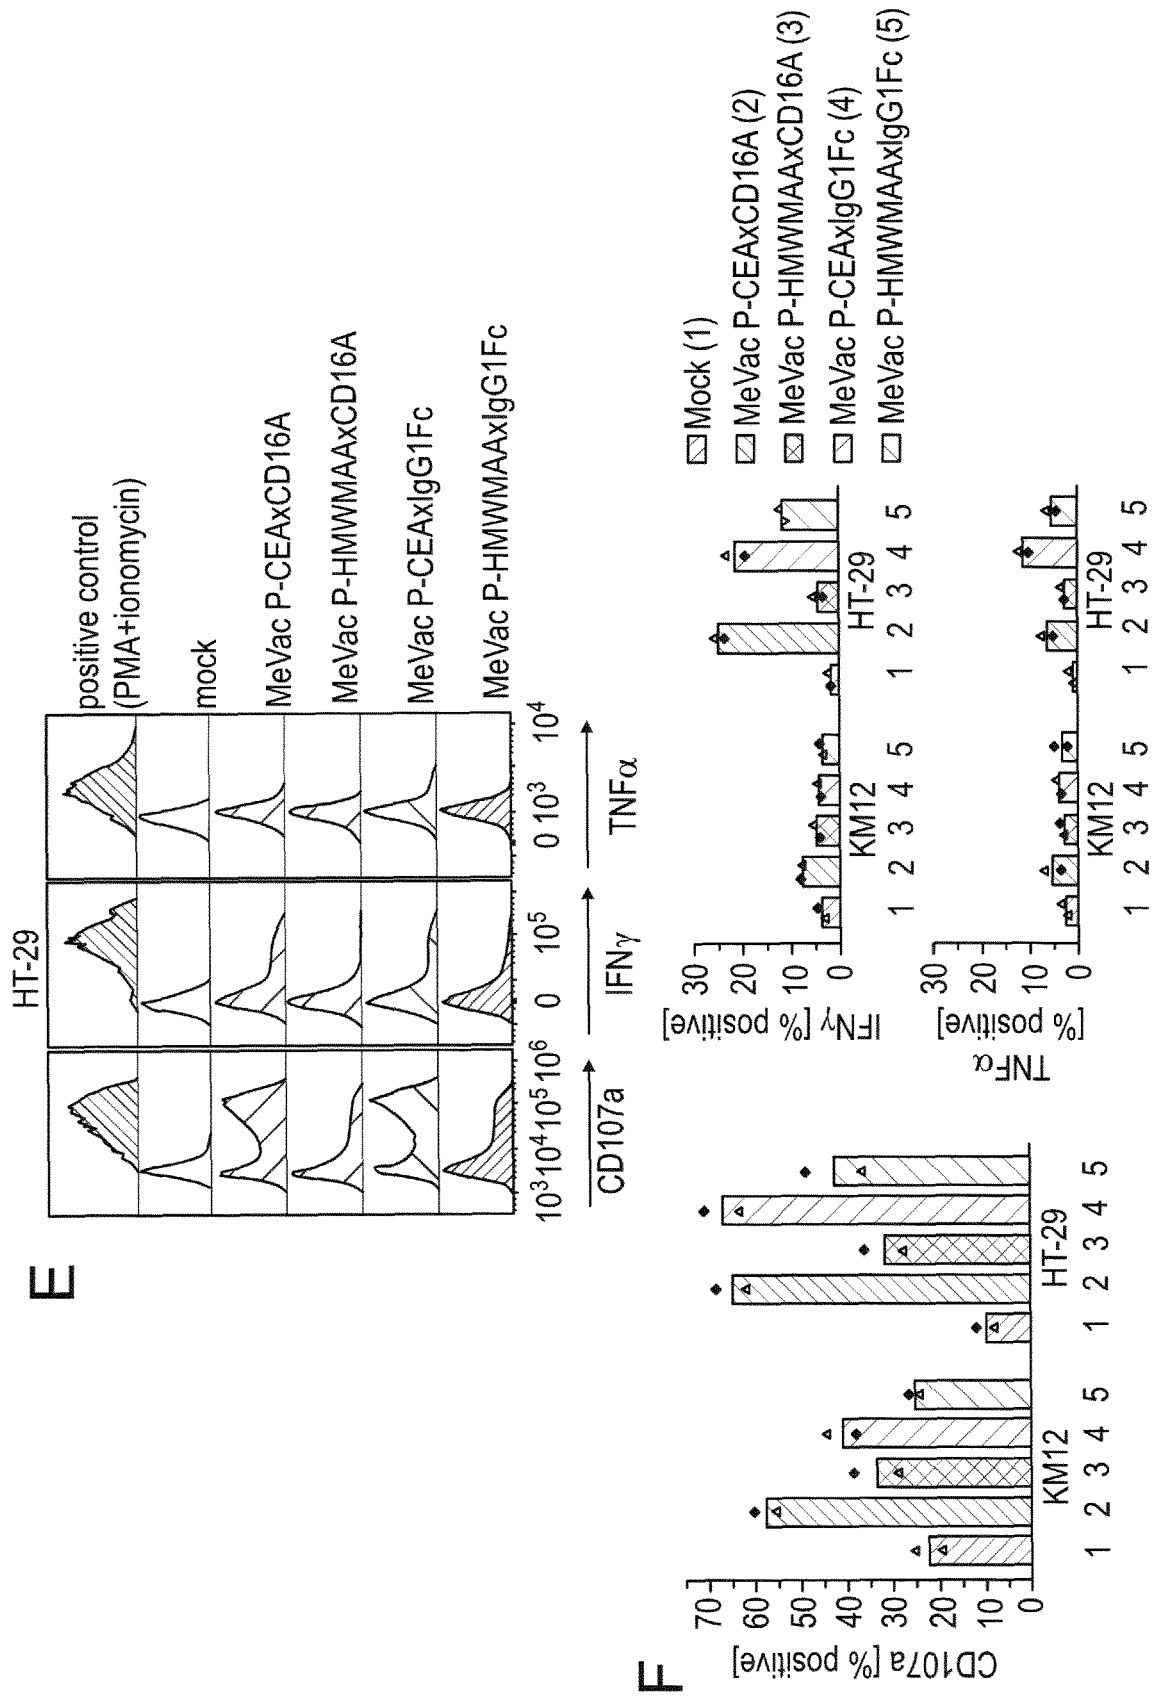 E
HT-29
positive control
(PMA+ionomycin)
mock
MeVac P-CEAxCD16A
MeVac P-HMWMAAxCD16A
MeVac P-CEAxIgG1Fc
MeVac P-HMWMAAxIgG1Fc
10³ 10⁴ 10⁵ 10⁶
0 10⁵
0 10³ 10⁴
CD107a
IFNγ
TNFα
F
CD107a [% positive]
70
60
50
40
30
20
10
0
1 2 3 4 5 1 2 3 4 5
KM12 HT-29
IFNγ [% positive]
30
20
10
0
1 2 3 4 5 1 2 3 4 5
KM12 HT-29
TNFα
[% positive]
30
20
10
0
KM12 HT-29
1 2 3 4 5 1 2 3 4 5
Mock (1)
MeVac P-CEAxCD16A (2)
MeVac P-HMWMAAxCD16A (3)
MeVac P-CEAxIgG1Fc (4)
MeVac P-HMWMAAxIgG1Fc (5)